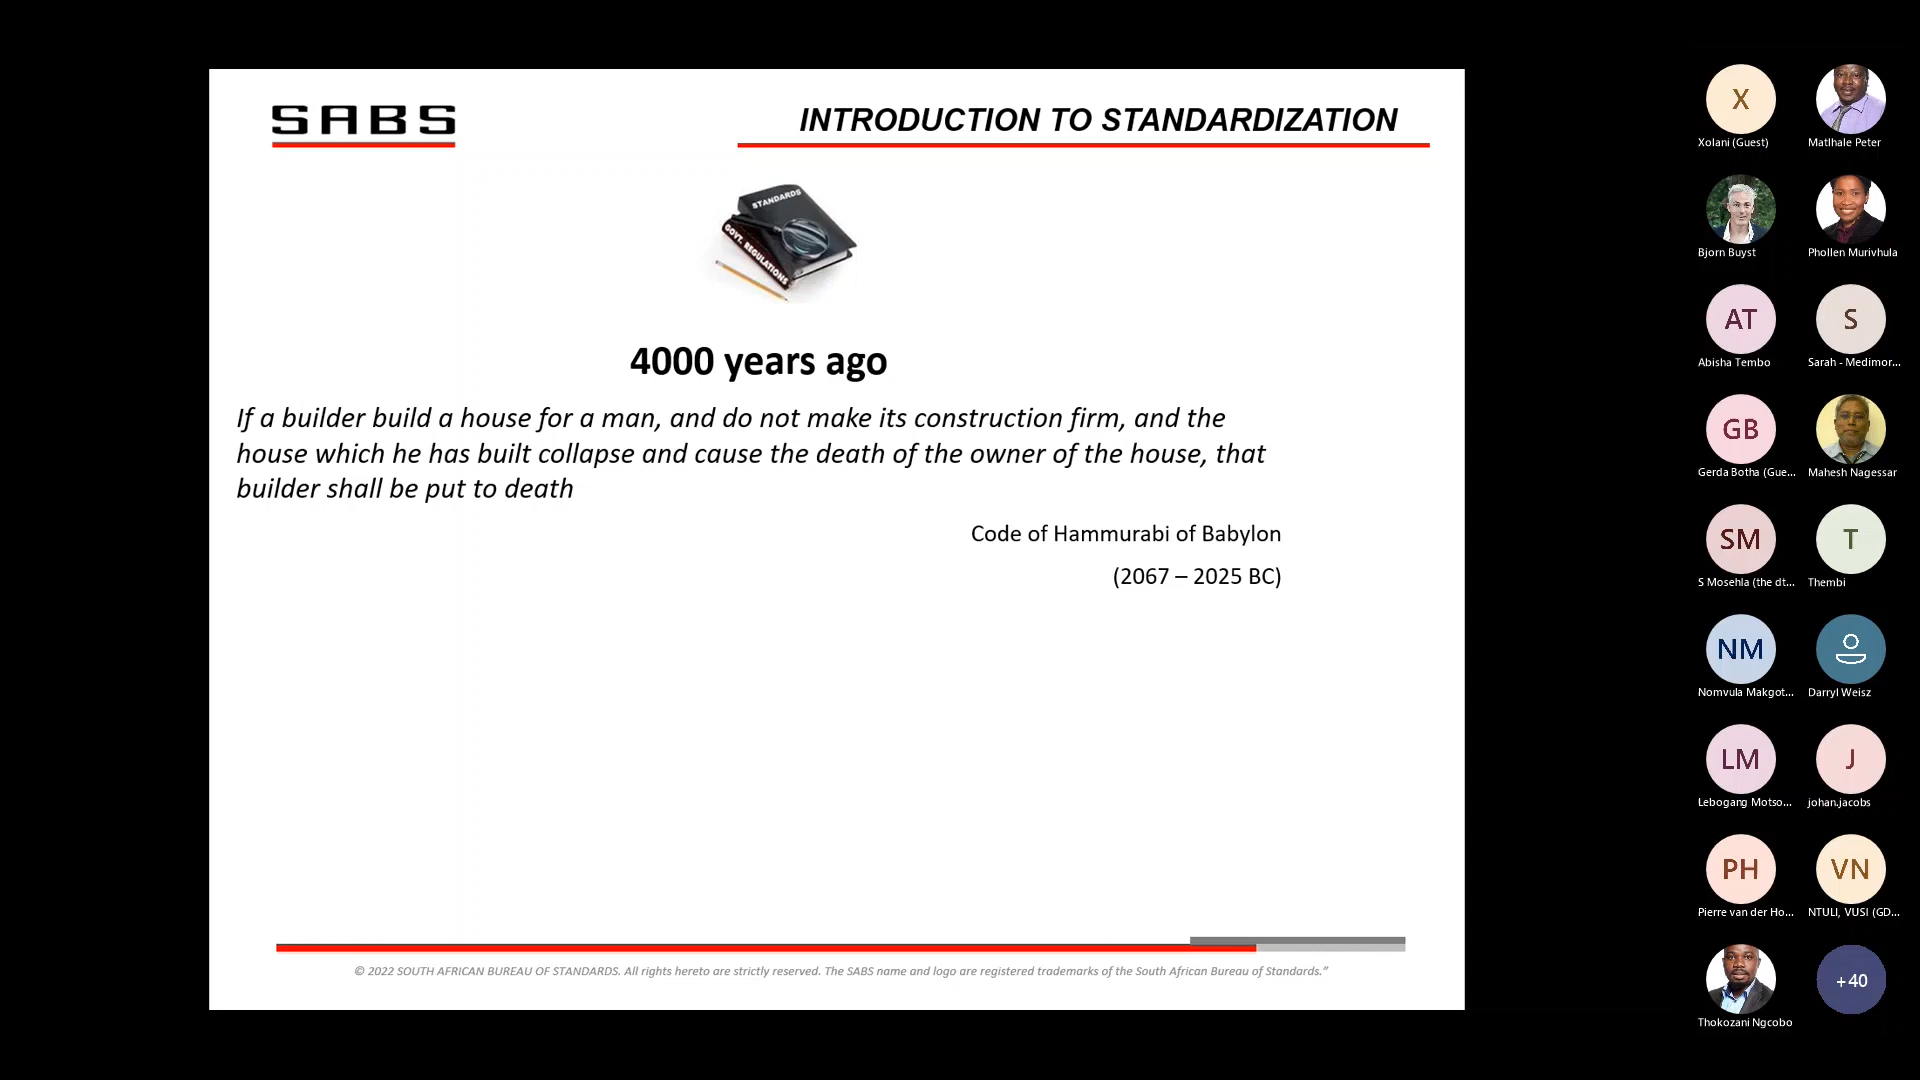 SABS
INTRODUCTION TO STANDARDIZATION
STANDARDS
GOVT. REGULATIONS
4000 years ago
If a builder build a house for a man, and do not make its construction firm, and the
house which he has built collapse and cause the death of the owner of the house, that
builder shall be put to death
Code of Hammurabi of Babylon
(2067 – 2025 BC)
© 2022 SOUTH AFRICAN BUREAU OF STANDARDS. All rights hereto are strictly reserved. The SABS name and logo are registered trademarks of the South African Bureau of Standards.”
X
Xolani (Guest)
Matlhale Peter
Bjorn Buyst
Phollen Murivhula
AT
Abisha Tembo
S
Sarah - Medimor...
GB
Gerda Botha (Gue...
Mahesh Nagessar
SM
S Mosehla (the dt...
T
Thembi
NM
Nomvula Makgot...
Darryl Weisz
LM
Lebogang Motso...
J
johan.jacobs
PH
Pierre van der Ho...
VN
NTULI, VUSI (GD...
Thokozani Ngcobo
+40